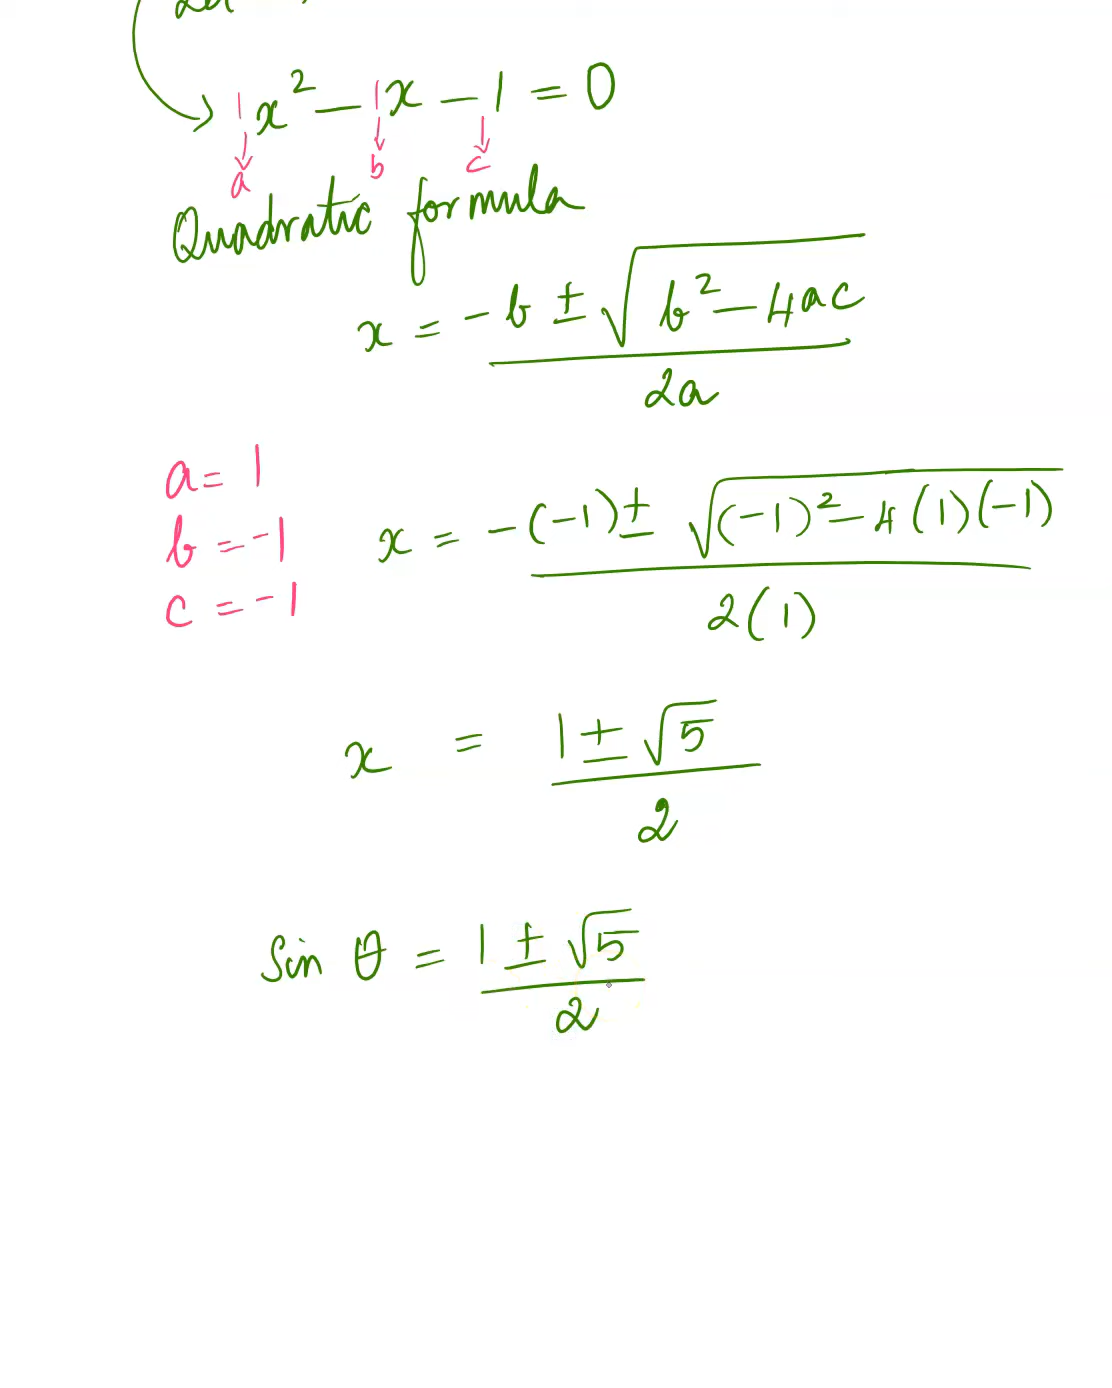 1x² - 1x - 1 = 0
a b c
Quadratic formula
x = -b ± √(b² - 4ac) / 2a
a = 1
b = -1
c = -1
x = -(-1) ± √((-1)² - 4(1)(-1)) / 2(1)
x = 1 ± √5 / 2
Sin θ = 1 ± √5 / 2